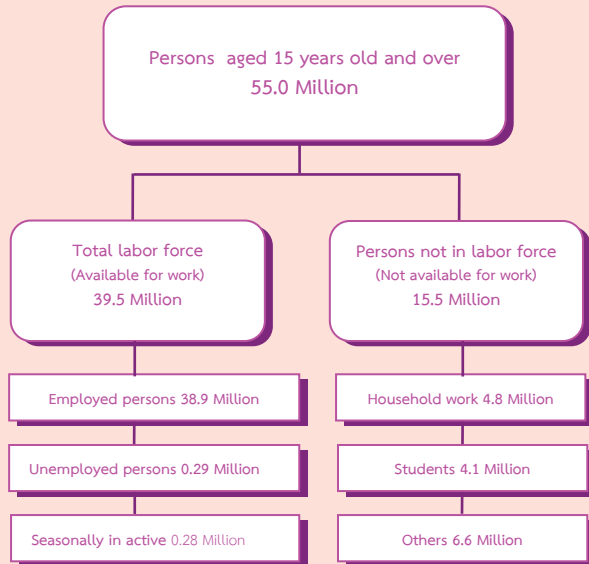 Persons aged 15 years old and over
55.0 Million
Total labor force
(Available for work)
39.5 Million
Persons not in labor force
(Not available for work)
15.5 Million
Employed persons 38.9 Million
Household work 4.8 Million
Unemployed persons 0.29 Million
Students 4.1 Million
Seasonally in active 0.28 Million
Others 6.6 Million